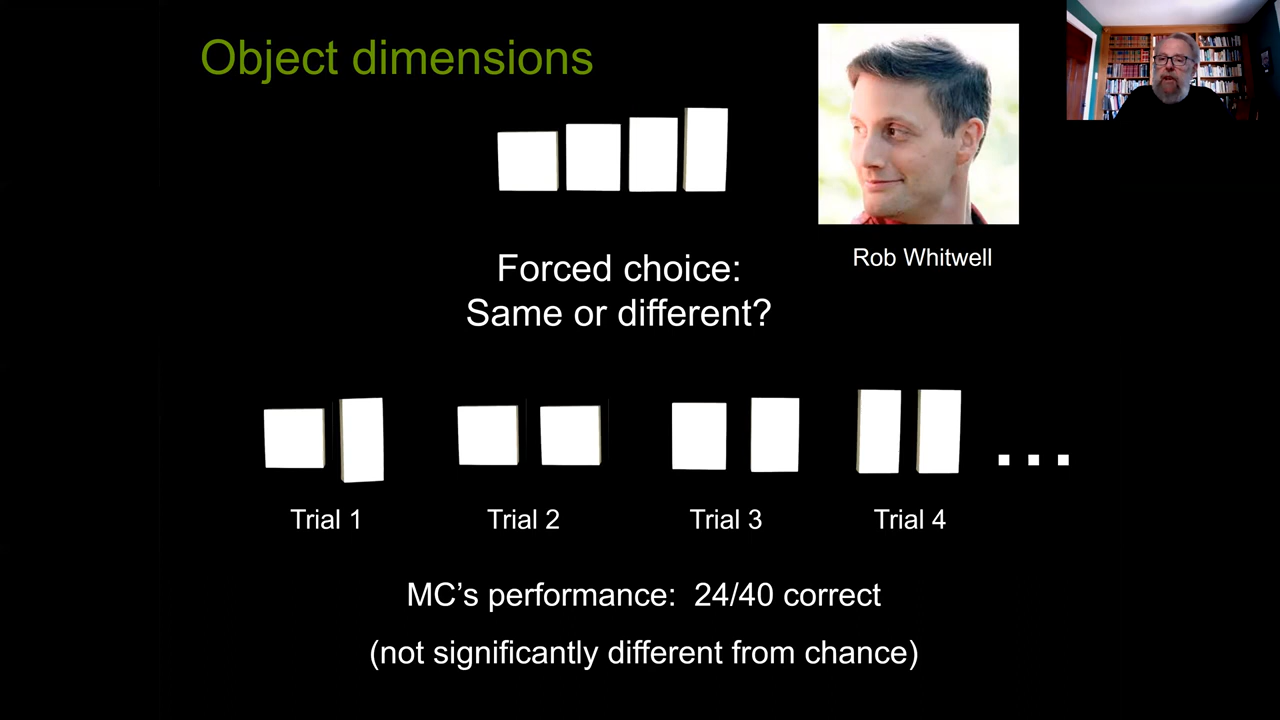 Object dimensions
Rob Whitwell
Forced choice:
Same or different?
...
Trial 1
Trial 2
Trial 3
Trial 4
MC’s performance:  24/40 correct
(not significantly different from chance)